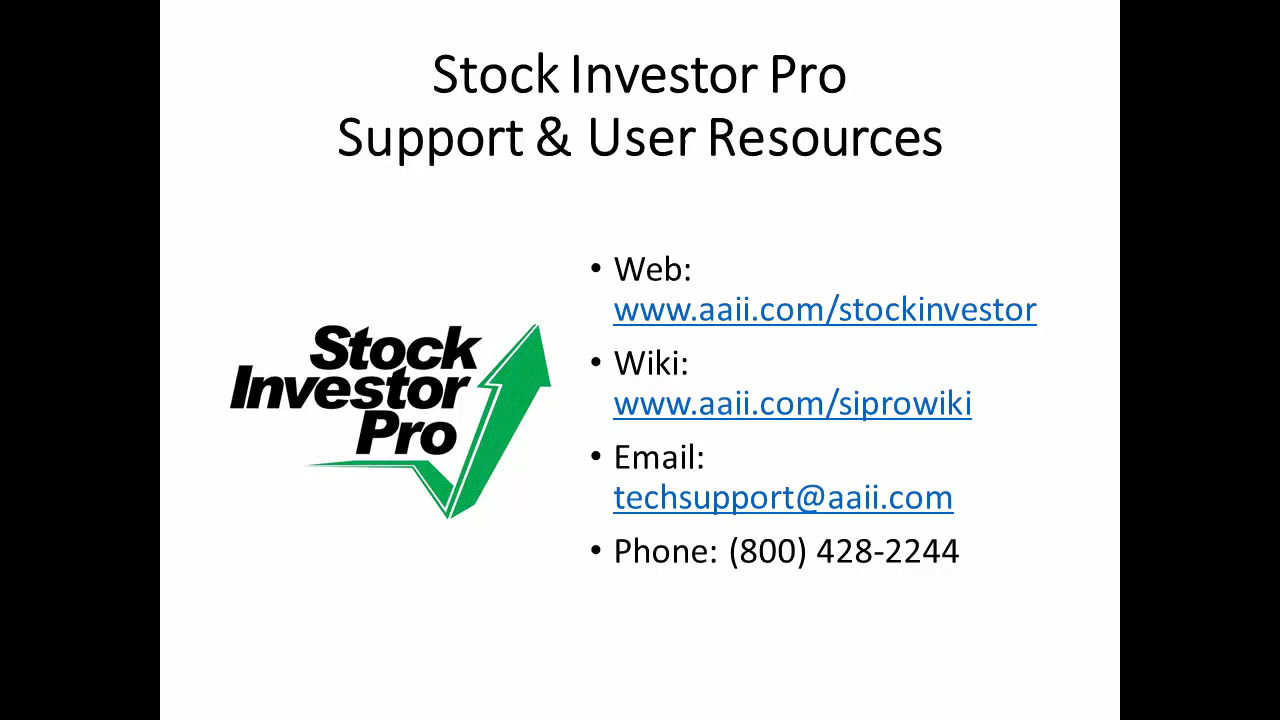 Stock Investor Pro
Support & User Resources
Stock
Investor
Pro
• Web:
www.aaii.com/stockinvestor
• Wiki:
www.aaii.com/siprowiki
• Email:
techsupport@aaii.com
• Phone: (800) 428-2244